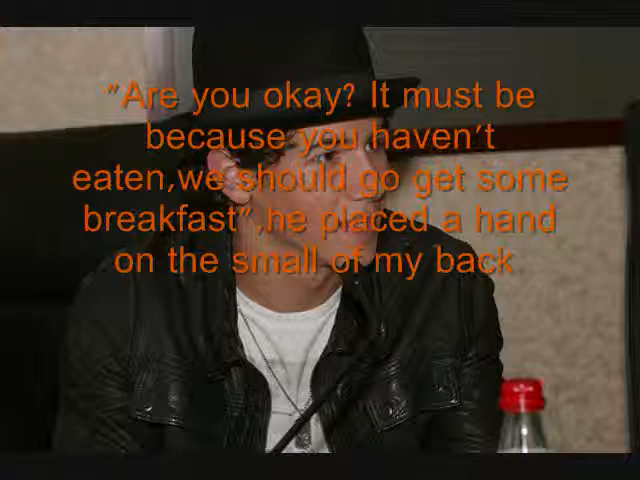 "Are you okay? It must be
because you haven't
eaten,we should go get some
breakfast",he placed a hand
on the small of my back